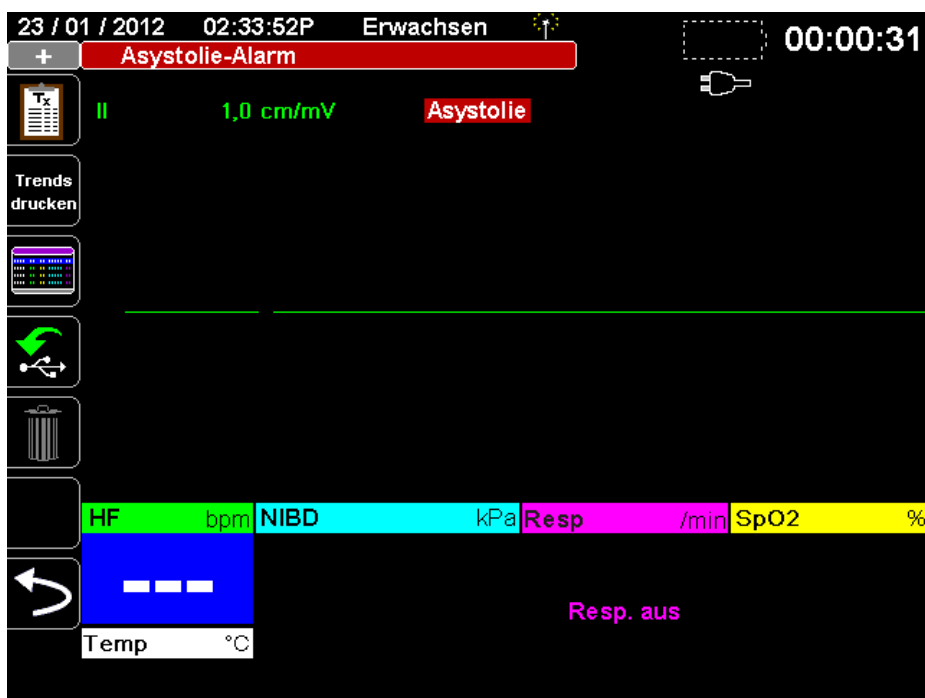 23 / 01 / 2012 02:33:52P Erwachsen 00:00:31
+ Asystolie-Alarm
Tx
II 1,0 cm/mV Asystolie
Trends
drucken
HF bpm NIBD kPa Resp /min SpO2 %
---
Resp. aus
Temp °C